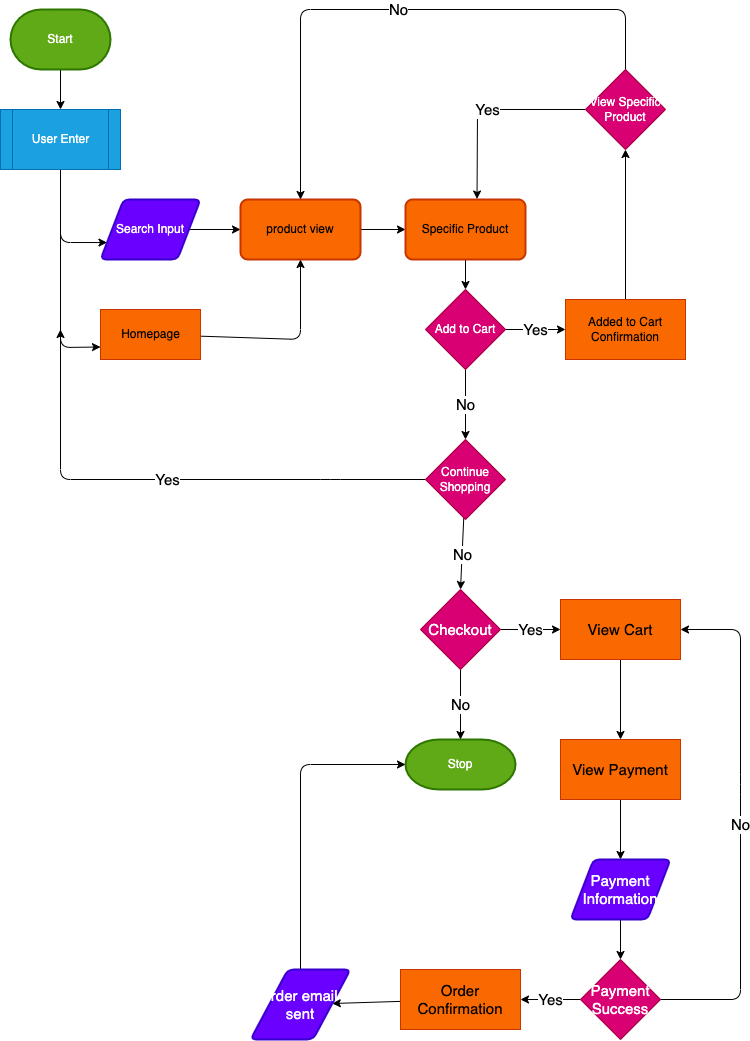 No
Start
View Specific
Product
Yes
User Enter
Search Input
product view
Specific Product
Homepage
Add to Cart
Yes
Added to Cart
Confirmation
No
Continue
Shopping
Yes
No
Checkout
Yes
View Cart
No
Stop
View Payment
No
Payment
Information
Payment
Success
Yes
Order
Confirmation
rder email
sent